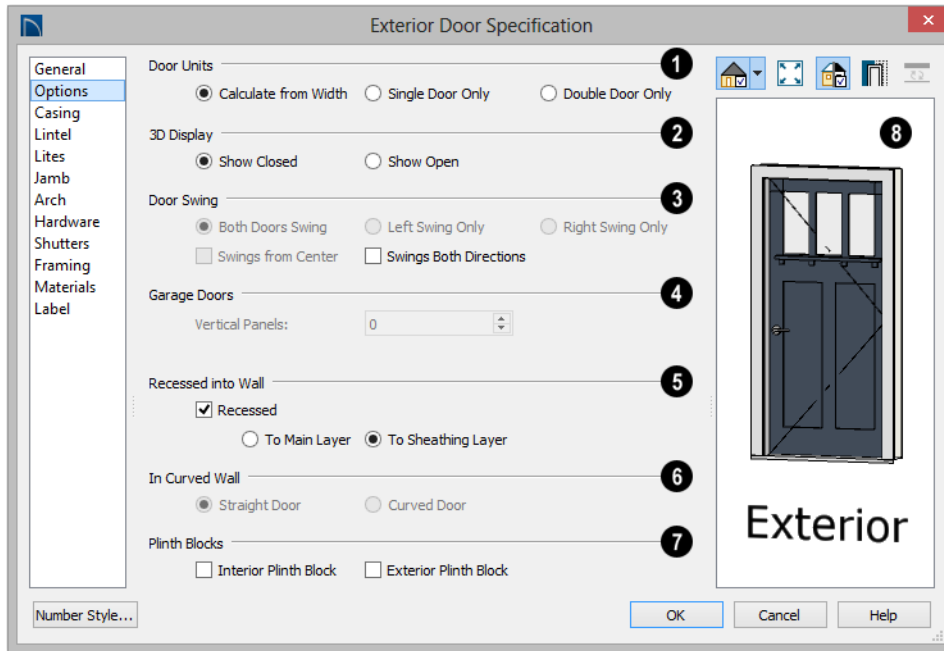 Exterior Door Specification
General
Options
Casing
Lintel
Lites
Jamb
Arch
Hardware
Shutters
Framing
Materials
Label
Door Units 1
Calculate from Width Single Door Only Double Door Only
3D Display 2
Show Closed Show Open
Door Swing 3
Both Doors Swing Left Swing Only Right Swing Only
Swings from Center Swings Both Directions
Garage Doors 4
Vertical Panels: 0
Recessed into Wall 5
Recessed
To Main Layer To Sheathing Layer
In Curved Wall 6
Straight Door Curved Door
Plinth Blocks 7
Interior Plinth Block Exterior Plinth Block
8
Exterior
Number Style... OK Cancel Help